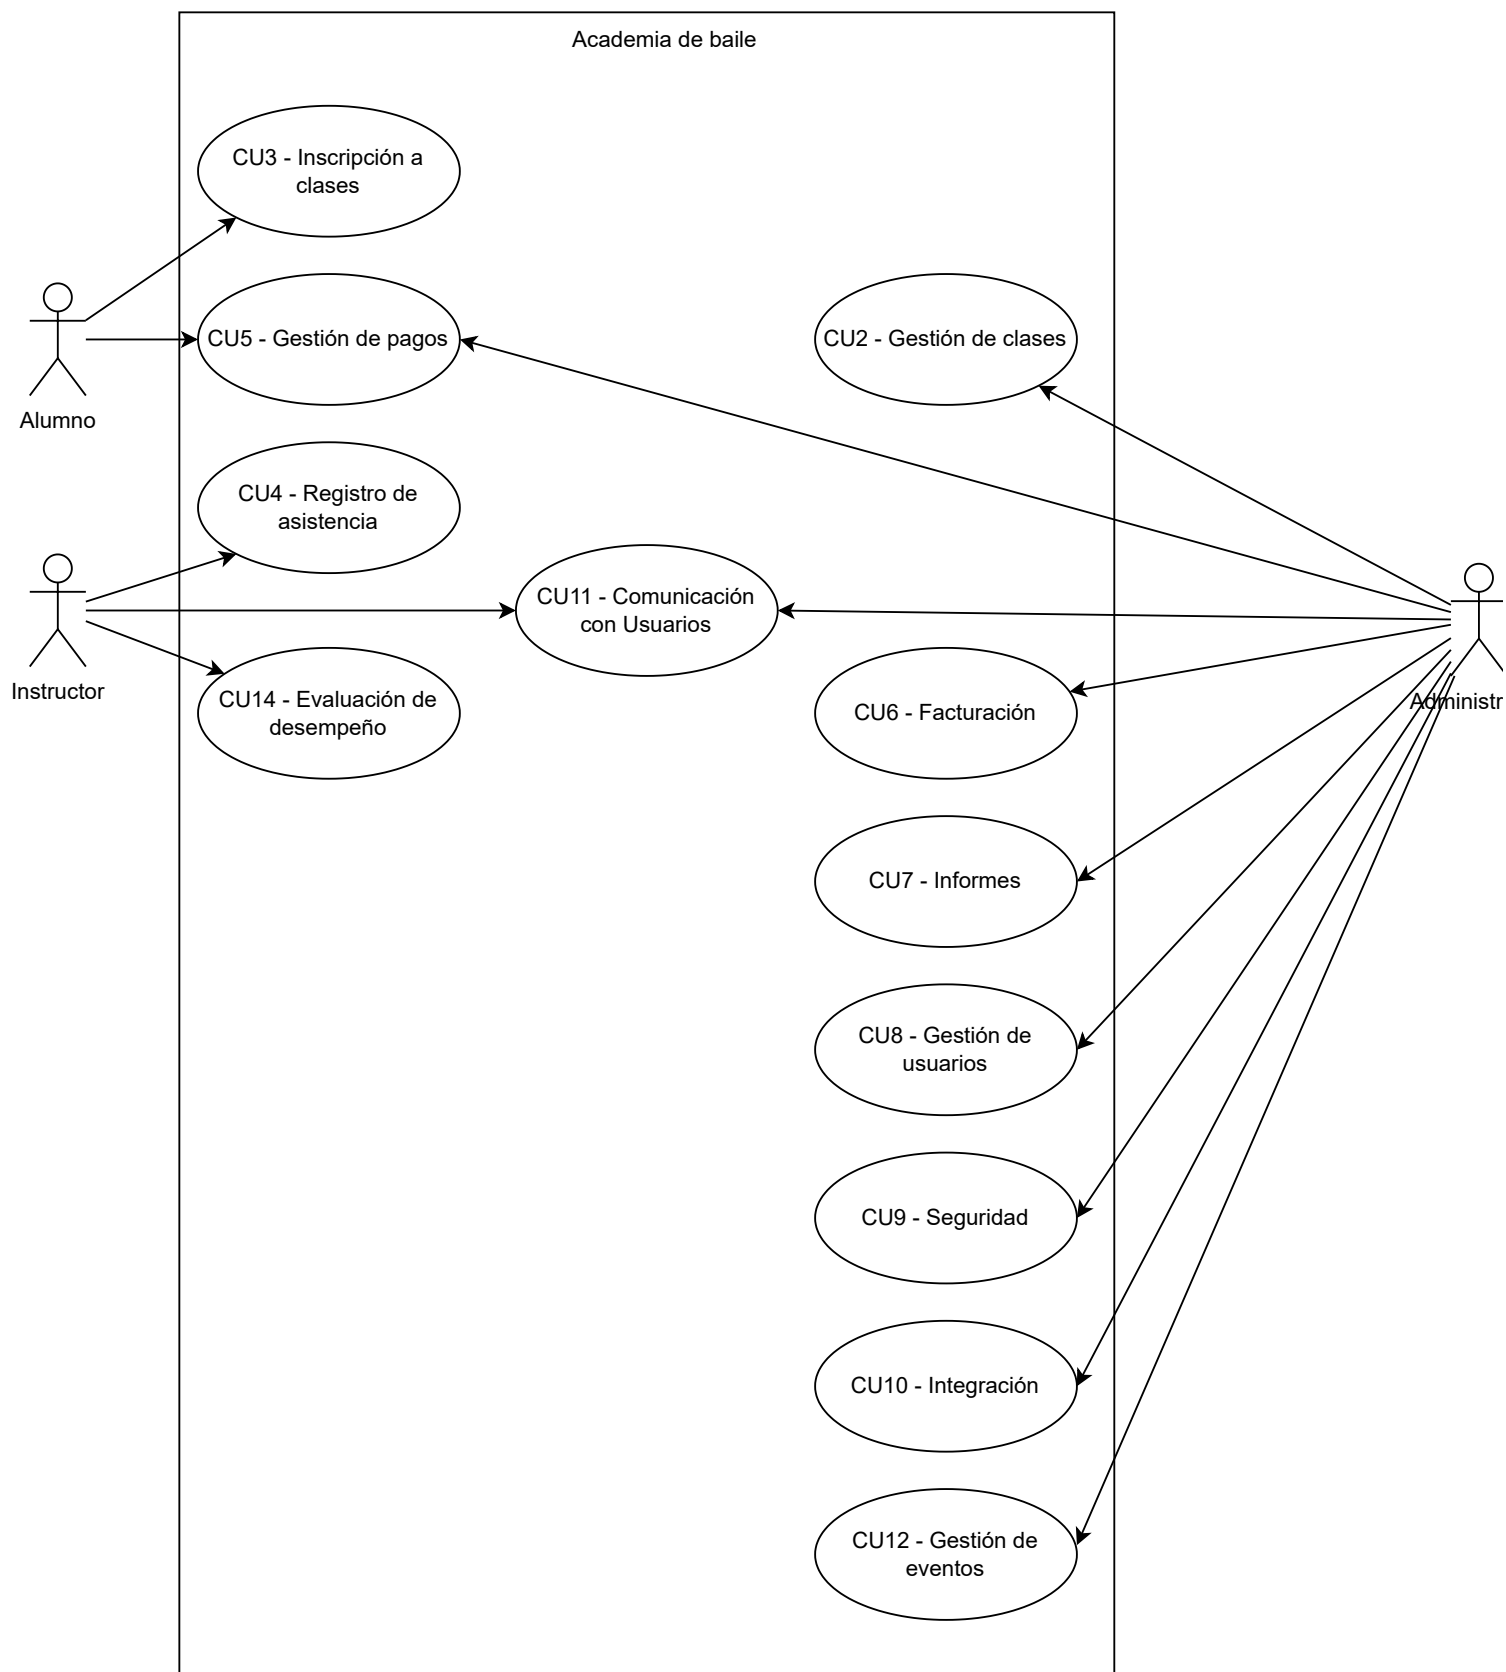 Academia de baile
CU3 - Inscripción a
clases
CU5 - Gestión de pagos
CU2 - Gestión de clases
Alumno
CU4 - Registro de
asistencia
CU11 - Comunicación
con Usuarios
Instructor
CU14 - Evaluación de
desempeño
CU6 - Facturación
Administr
CU7 - Informes
CU8 - Gestión de
usuarios
CU9 - Seguridad
CU10 - Integración
CU12 - Gestión de
eventos